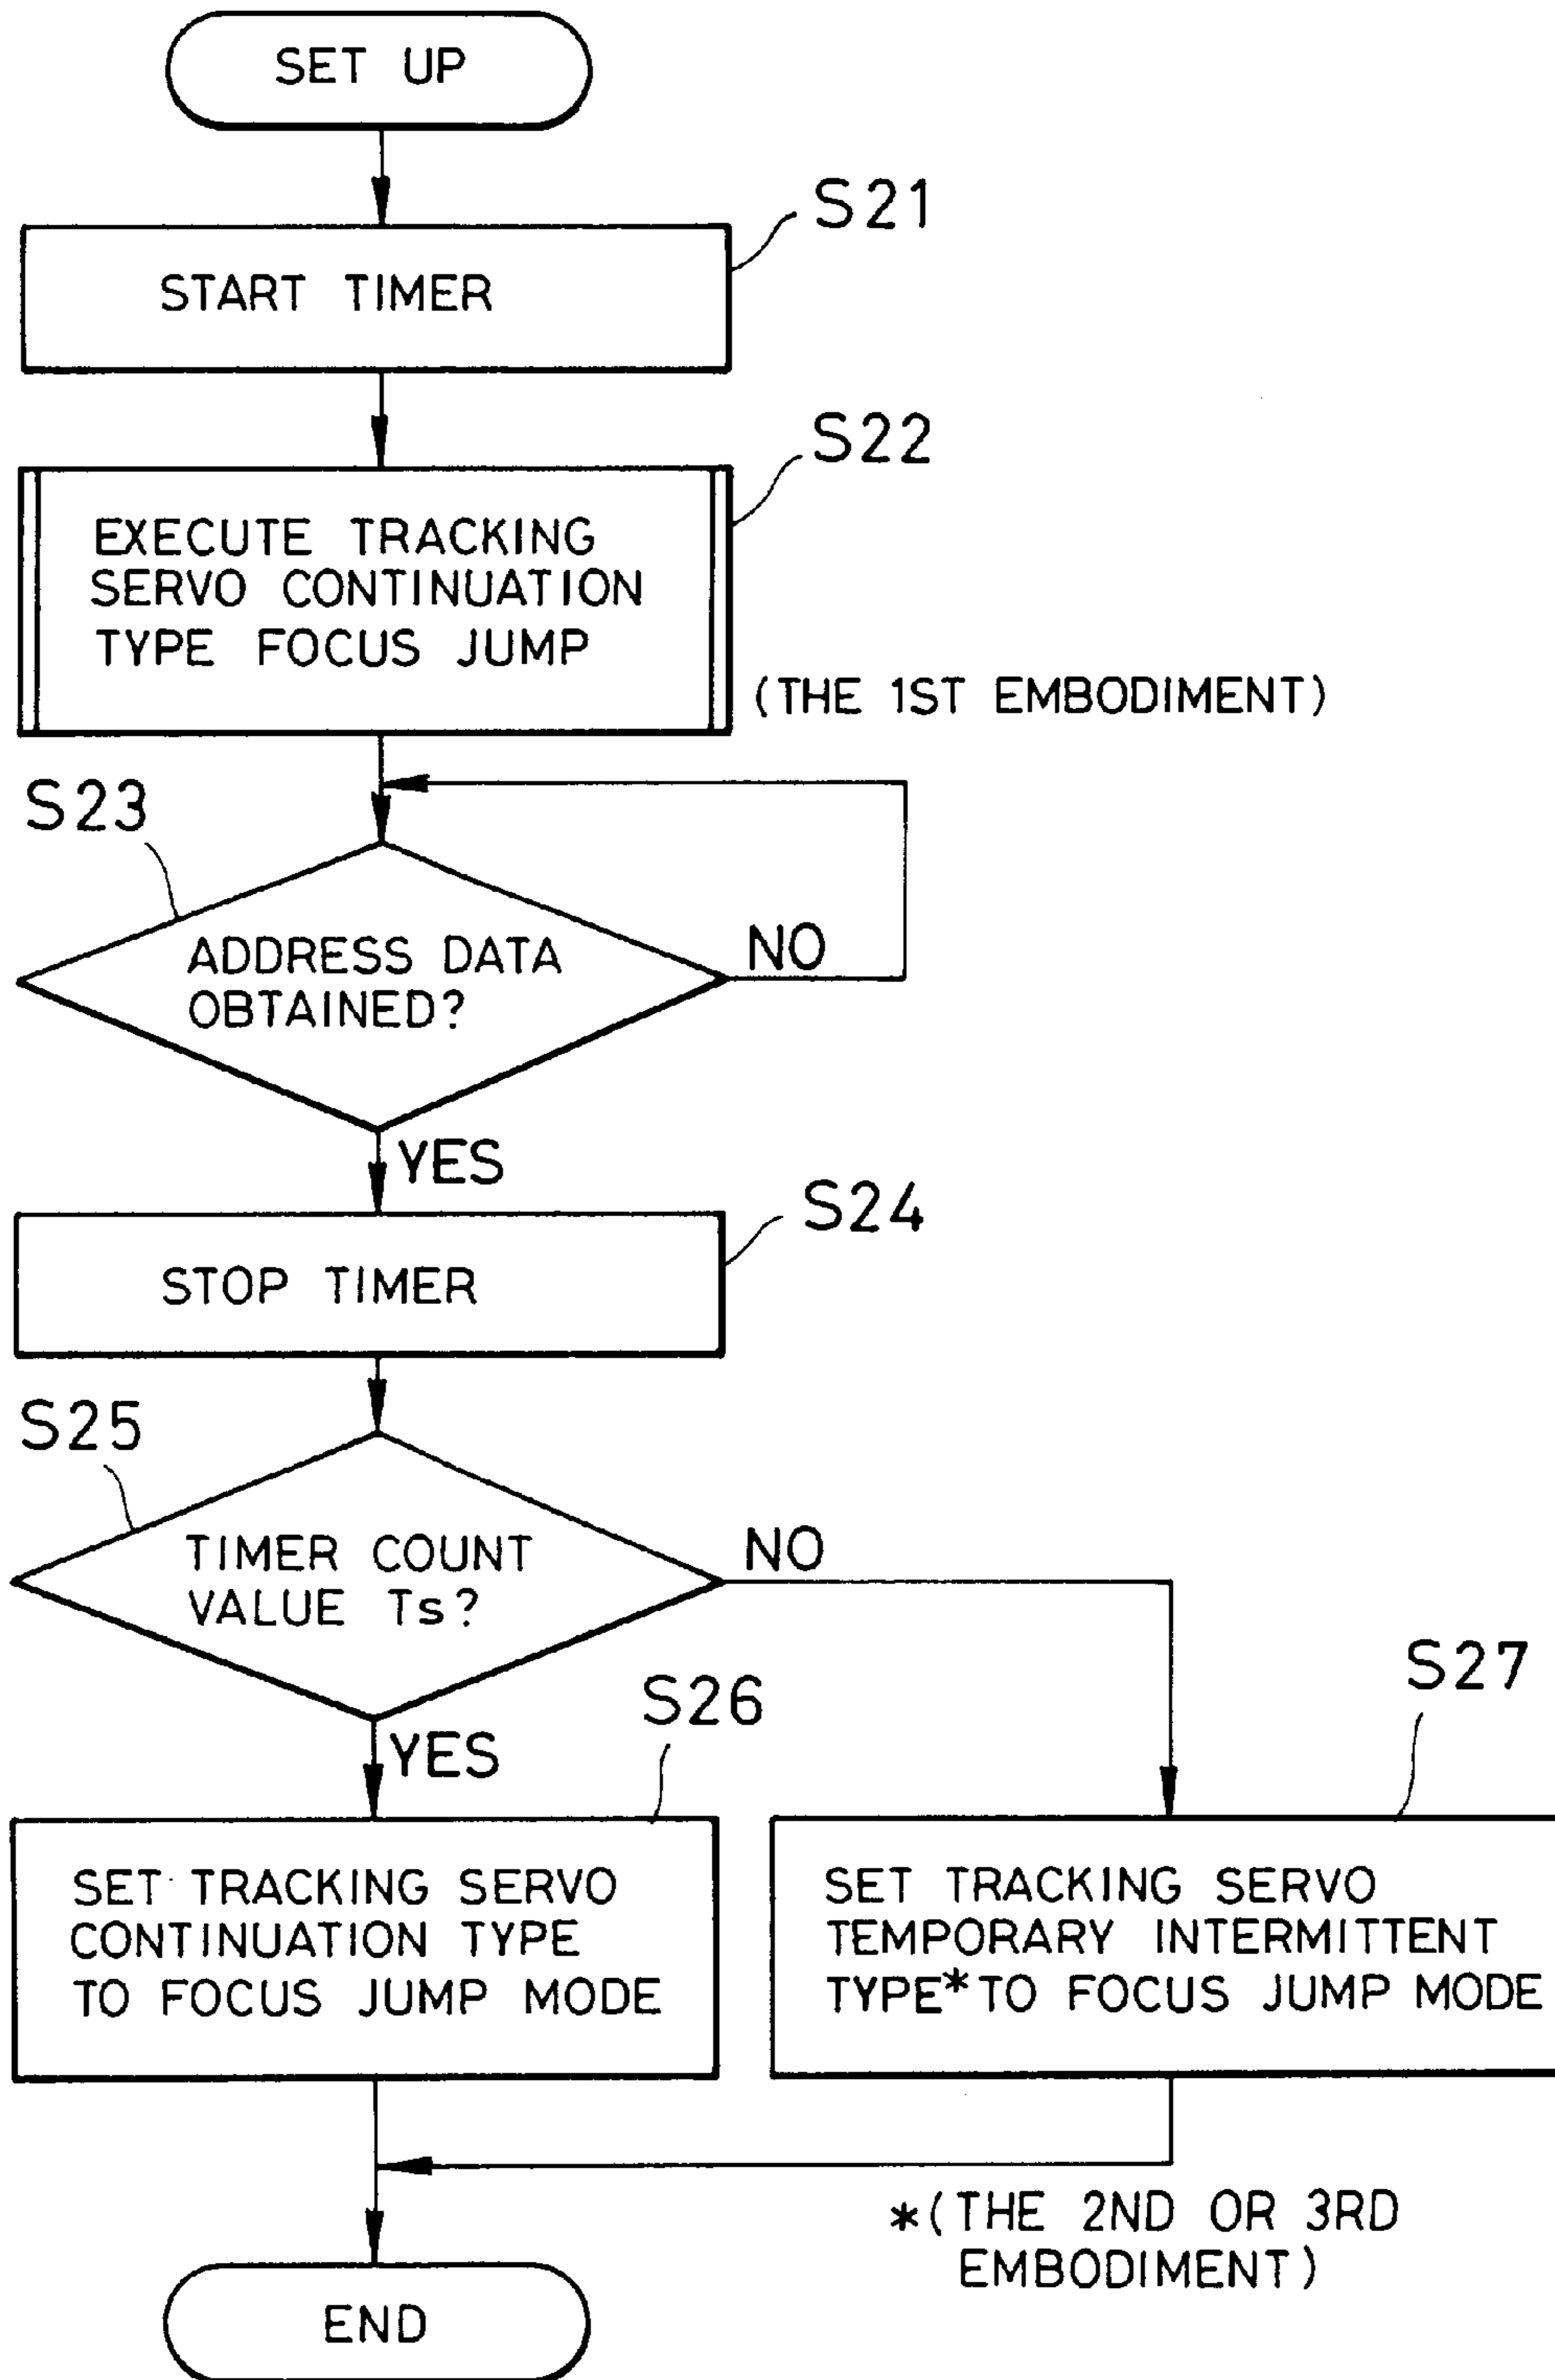 SET UP
S21
START TIMER
S22
EXECUTE TRACKING
SERVO CONTINUATION
TYPE FOCUS JUMP
(THE 1ST EMBODIMENT)
S23
ADDRESS DATA
OBTAINED?
NO
YES
S24
STOP TIMER
S25
TIMER COUNT
VALUE Ts?
NO
YES
S26
SET TRACKING SERVO
CONTINUATION TYPE
TO FOCUS JUMP MODE
S27
SET TRACKING SERVO
TEMPORARY INTERMITTENT
TYPE* TO FOCUS JUMP MODE
*(THE 2ND OR 3RD
EMBODIMENT)
END